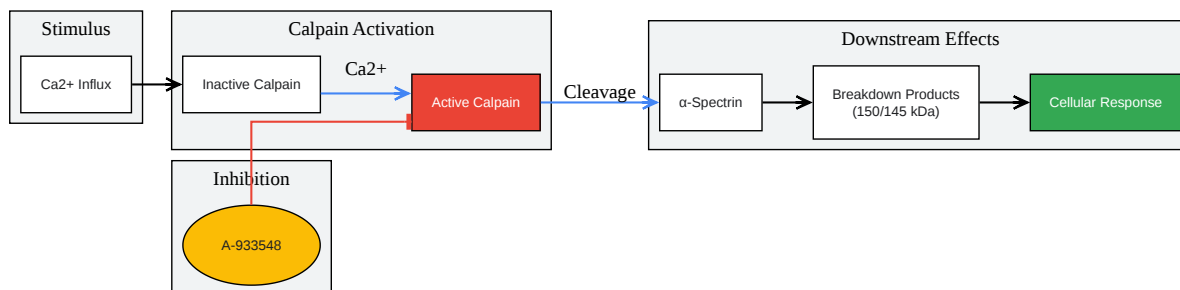 Stimulus
Ca2+ Influx
Calpain Activation
Inactive Calpain
Ca2+
Active Calpain
Cleavage
Downstream Effects
α-Spectrin
Breakdown Products
(150/145 kDa)
Cellular Response
Inhibition
A-933548